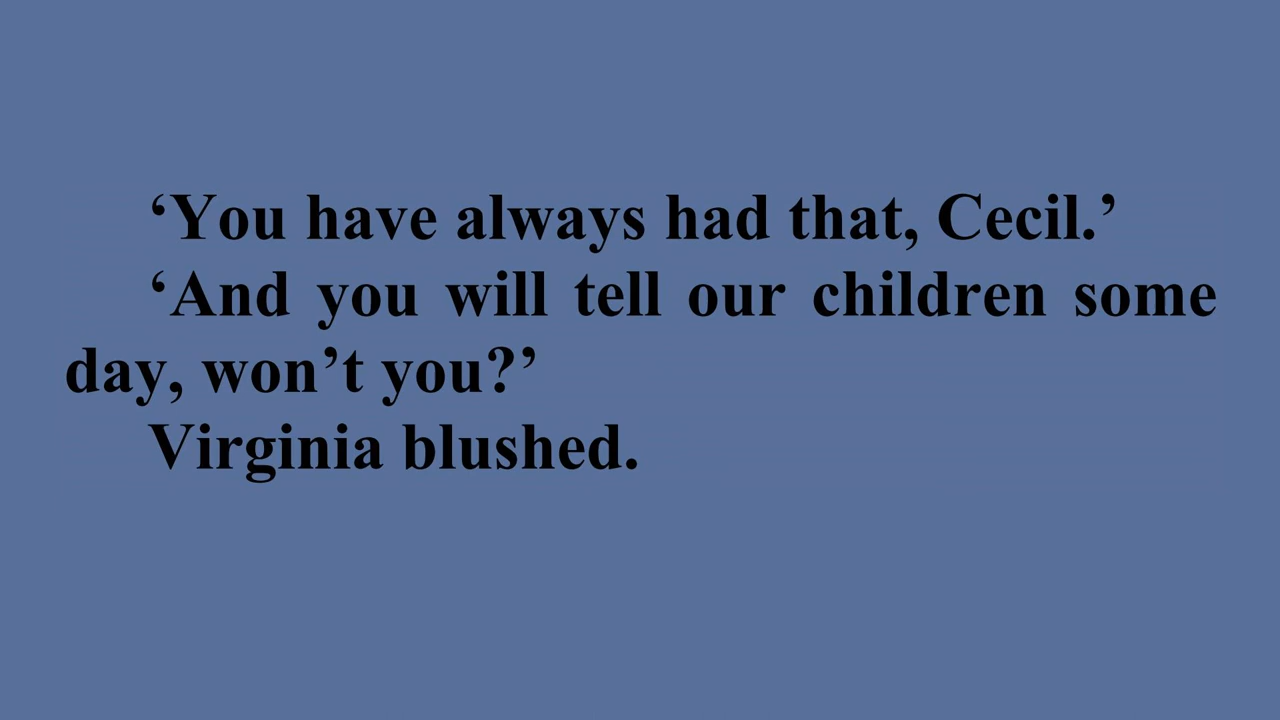 ‘You have always had that, Cecil.’
‘And you will tell our children some
day, won’t you?’
Virginia blushed.